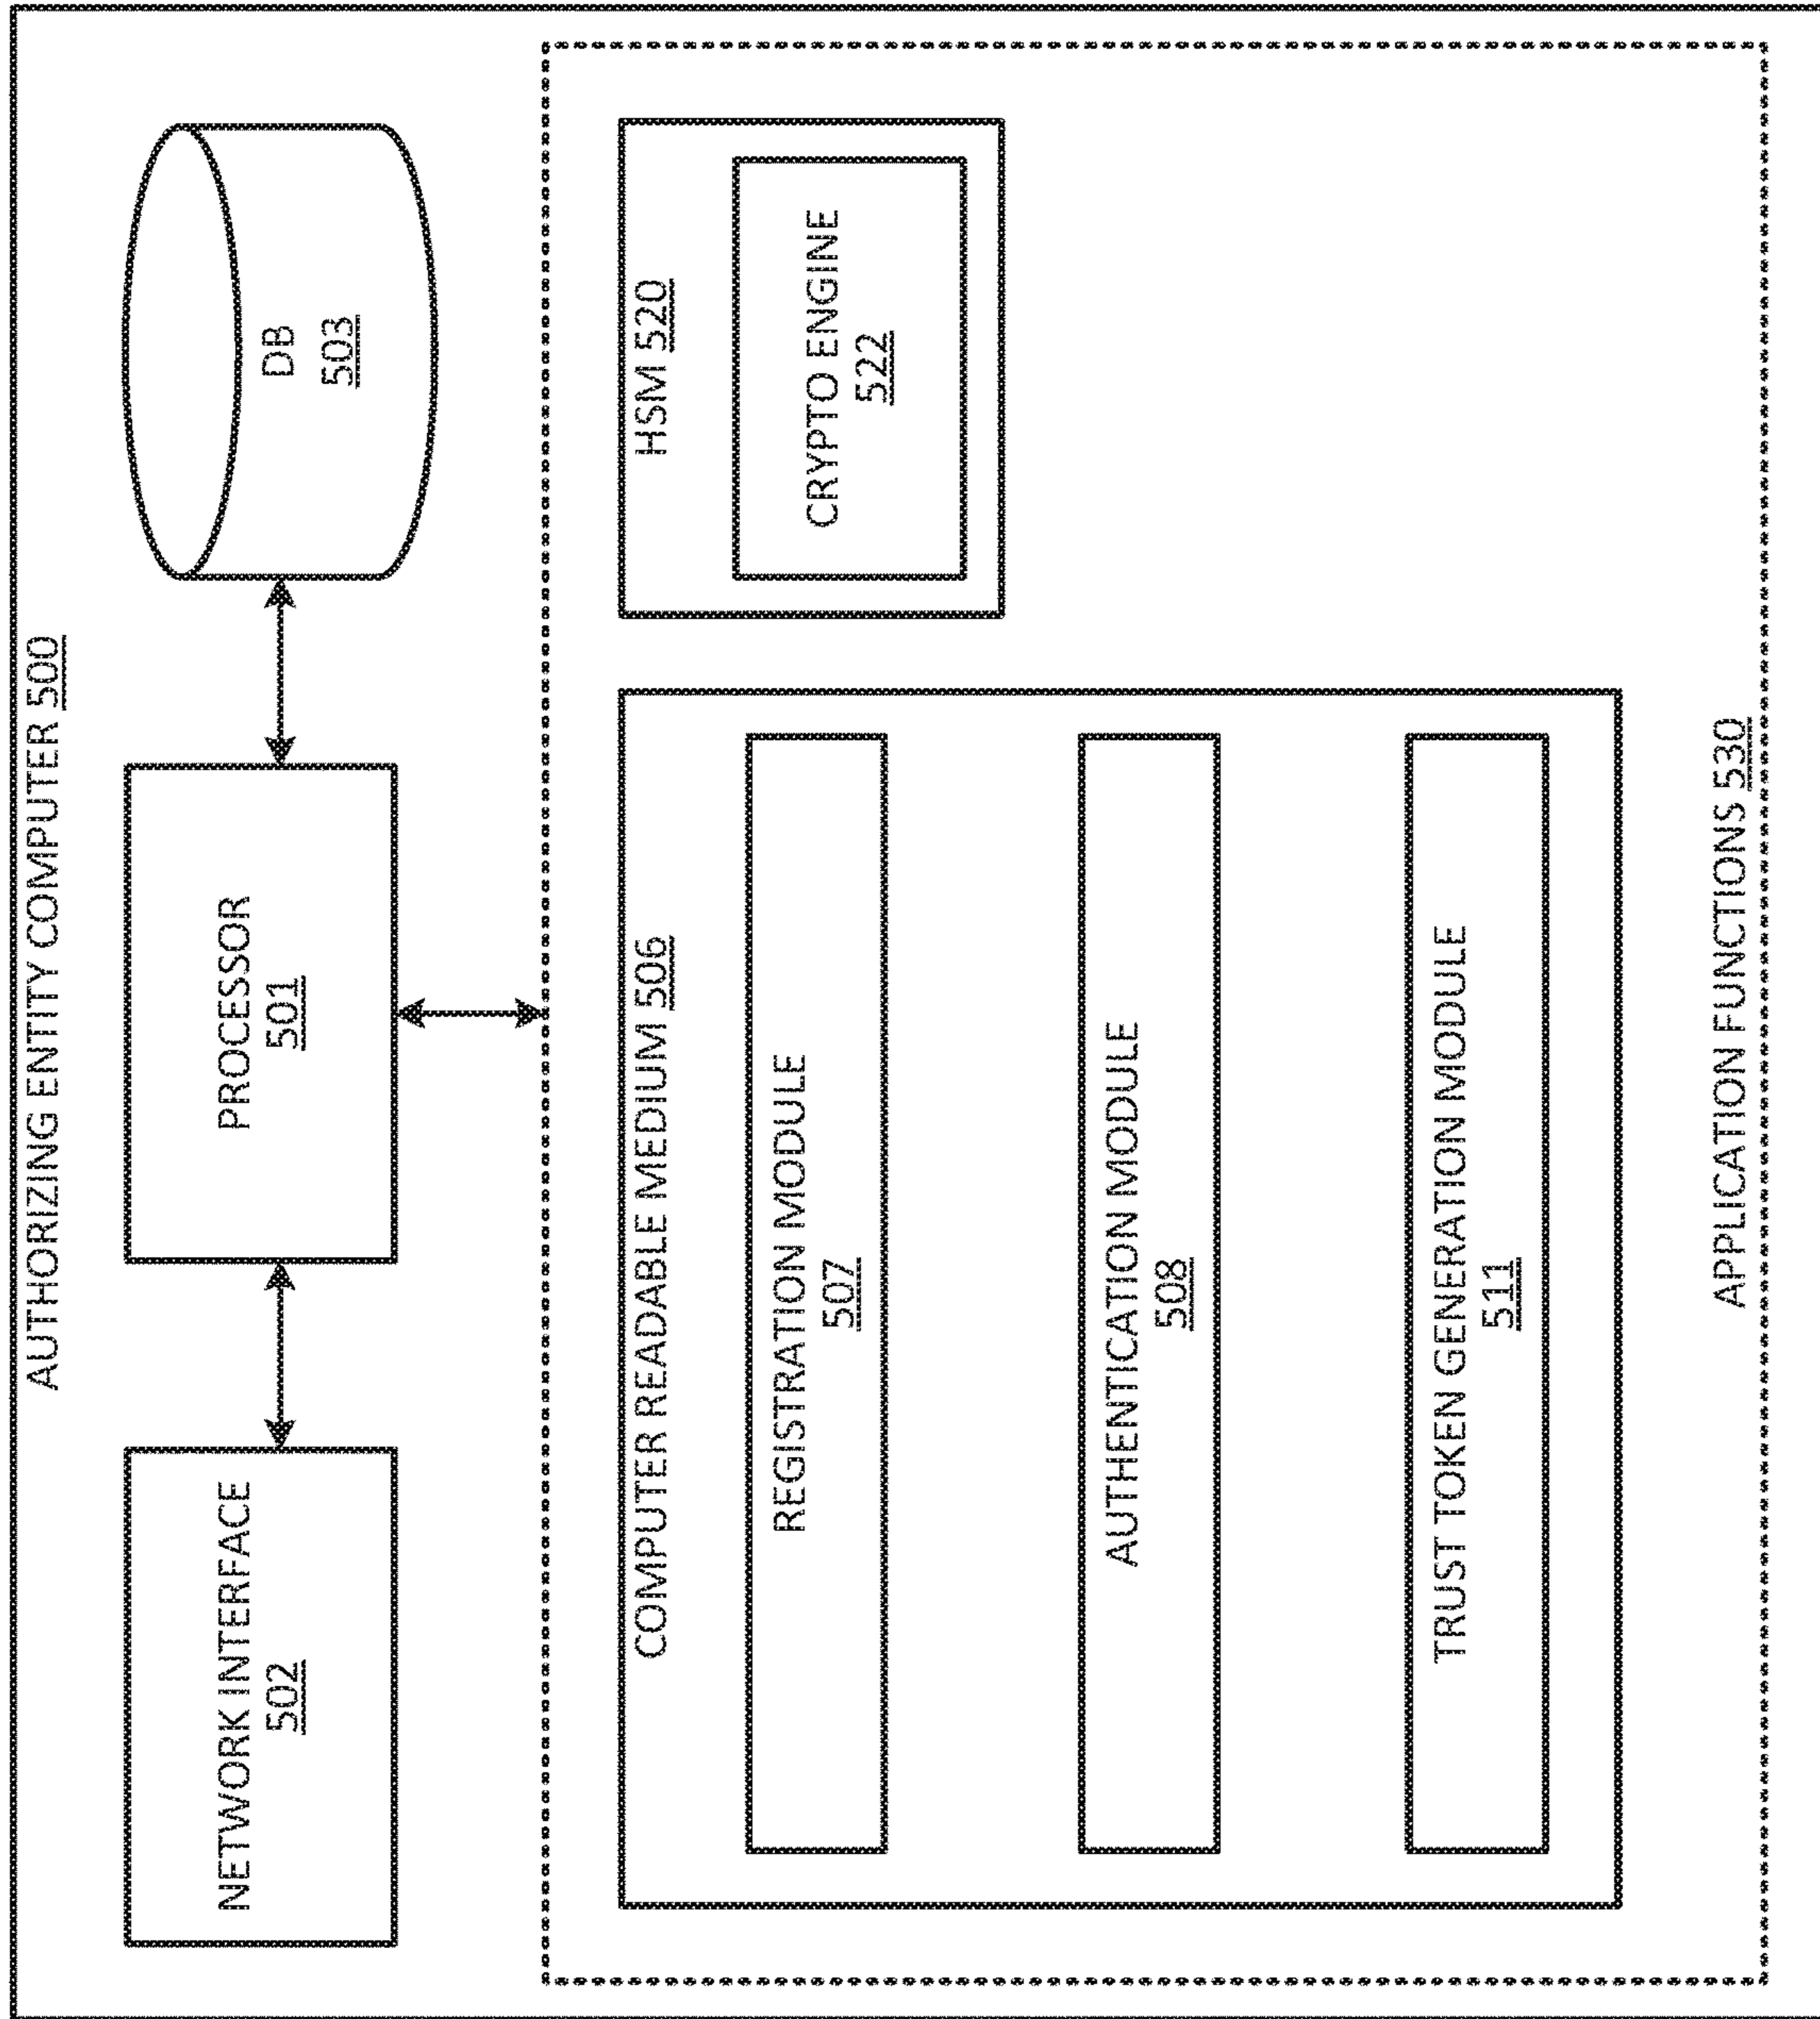 AUTHORIZING ENTITY COMPUTER 500
NETWORK INTERFACE
502
PROCESSOR
501
DB
503
COMPUTER READABLE MEDIUM 506
REGISTRATION MODULE
507
AUTHENTICATION MODULE
508
TRUST TOKEN GENERATION MODULE
511
HSM 520
CRYPTO ENGINE
522
APPLICATION FUNCTIONS 530